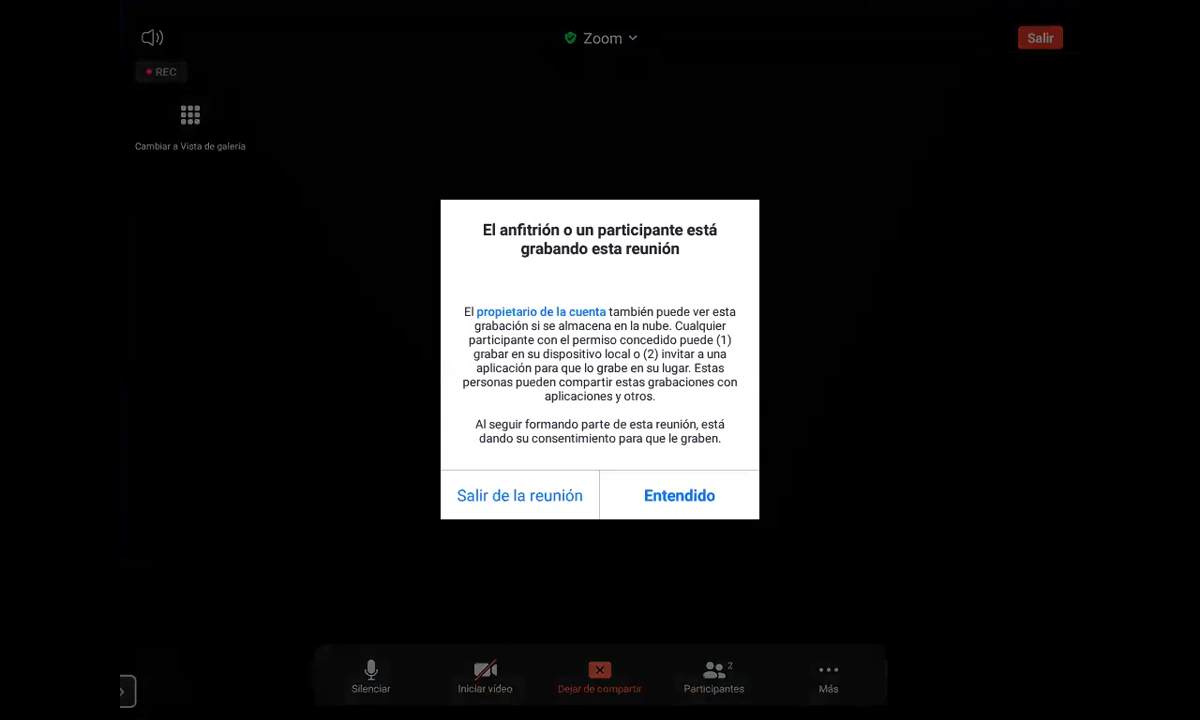 Zoom
Salir
REC
Cambiar a Vista de galería
El anfitrión o un participante está
grabando esta reunión
El propietario de la cuenta también puede ver esta
grabación si se almacena en la nube. Cualquier
participante con el permiso concedido puede (1)
grabar en su dispositivo local o (2) invitar a una
aplicación para que lo grabe en su lugar. Estas
personas pueden compartir estas grabaciones con
aplicaciones y otros.
Al seguir formando parte de esta reunión, está
dando su consentimiento para que le graben.
Salir de la reunión
Entendido
2
Silenciar
Iniciar vídeo
Dejar de compartir
Participantes
Más